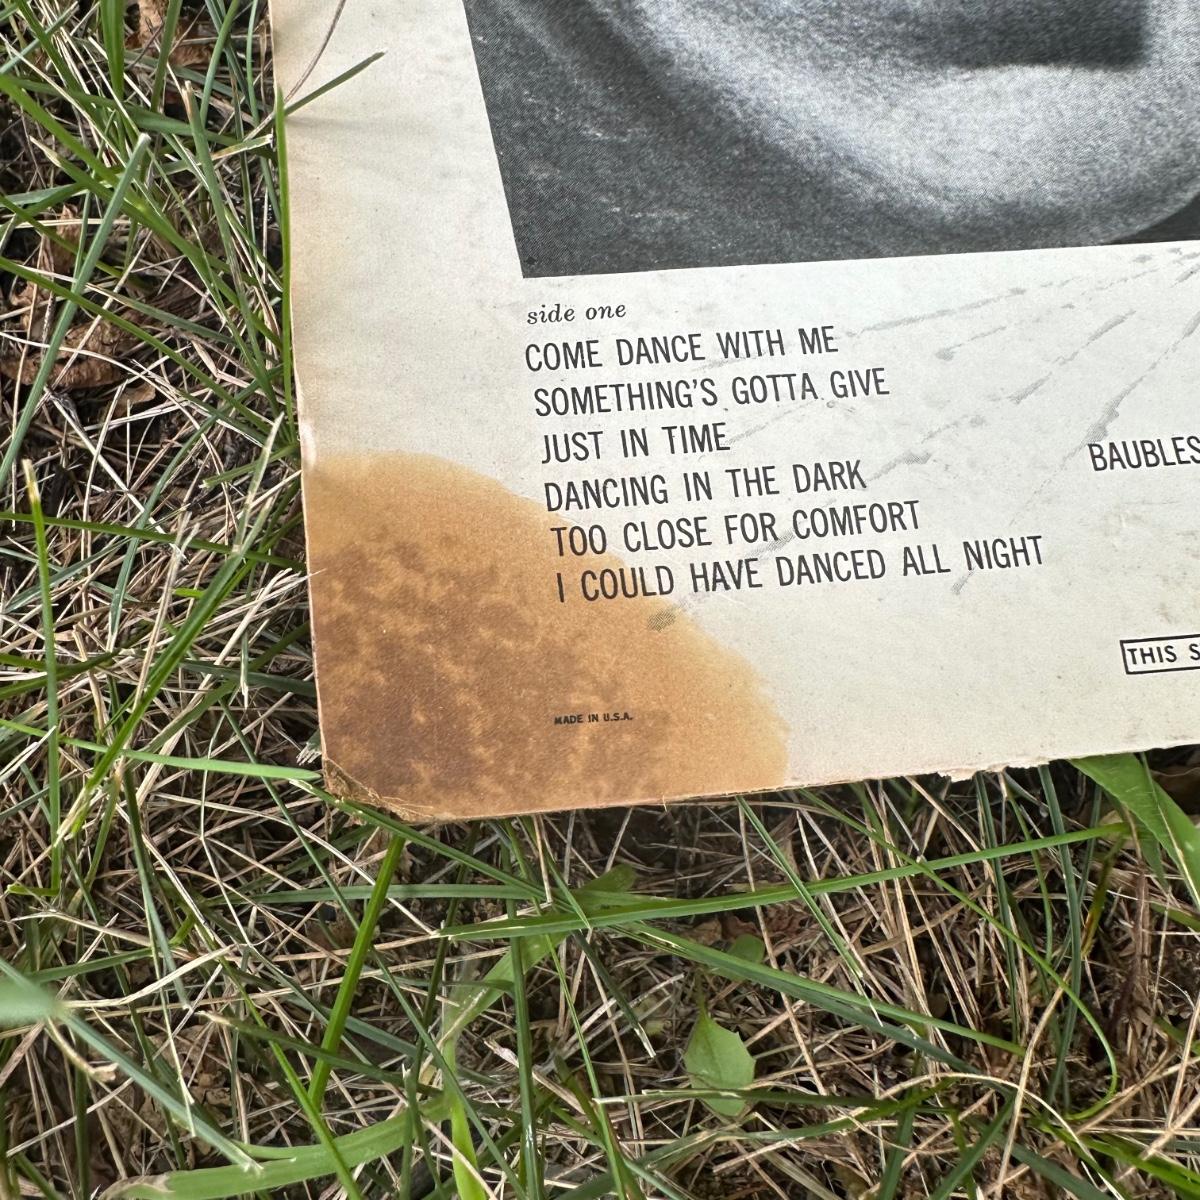 side one
COME DANCE WITH ME
SOMETHING'S GOTTA GIVE
JUST IN TIME
DANCING IN THE DARK
TOO CLOSE FOR COMFORT
I COULD HAVE DANCED ALL NIGHT
BAUBLES
THIS S
MADE IN U.S.A.